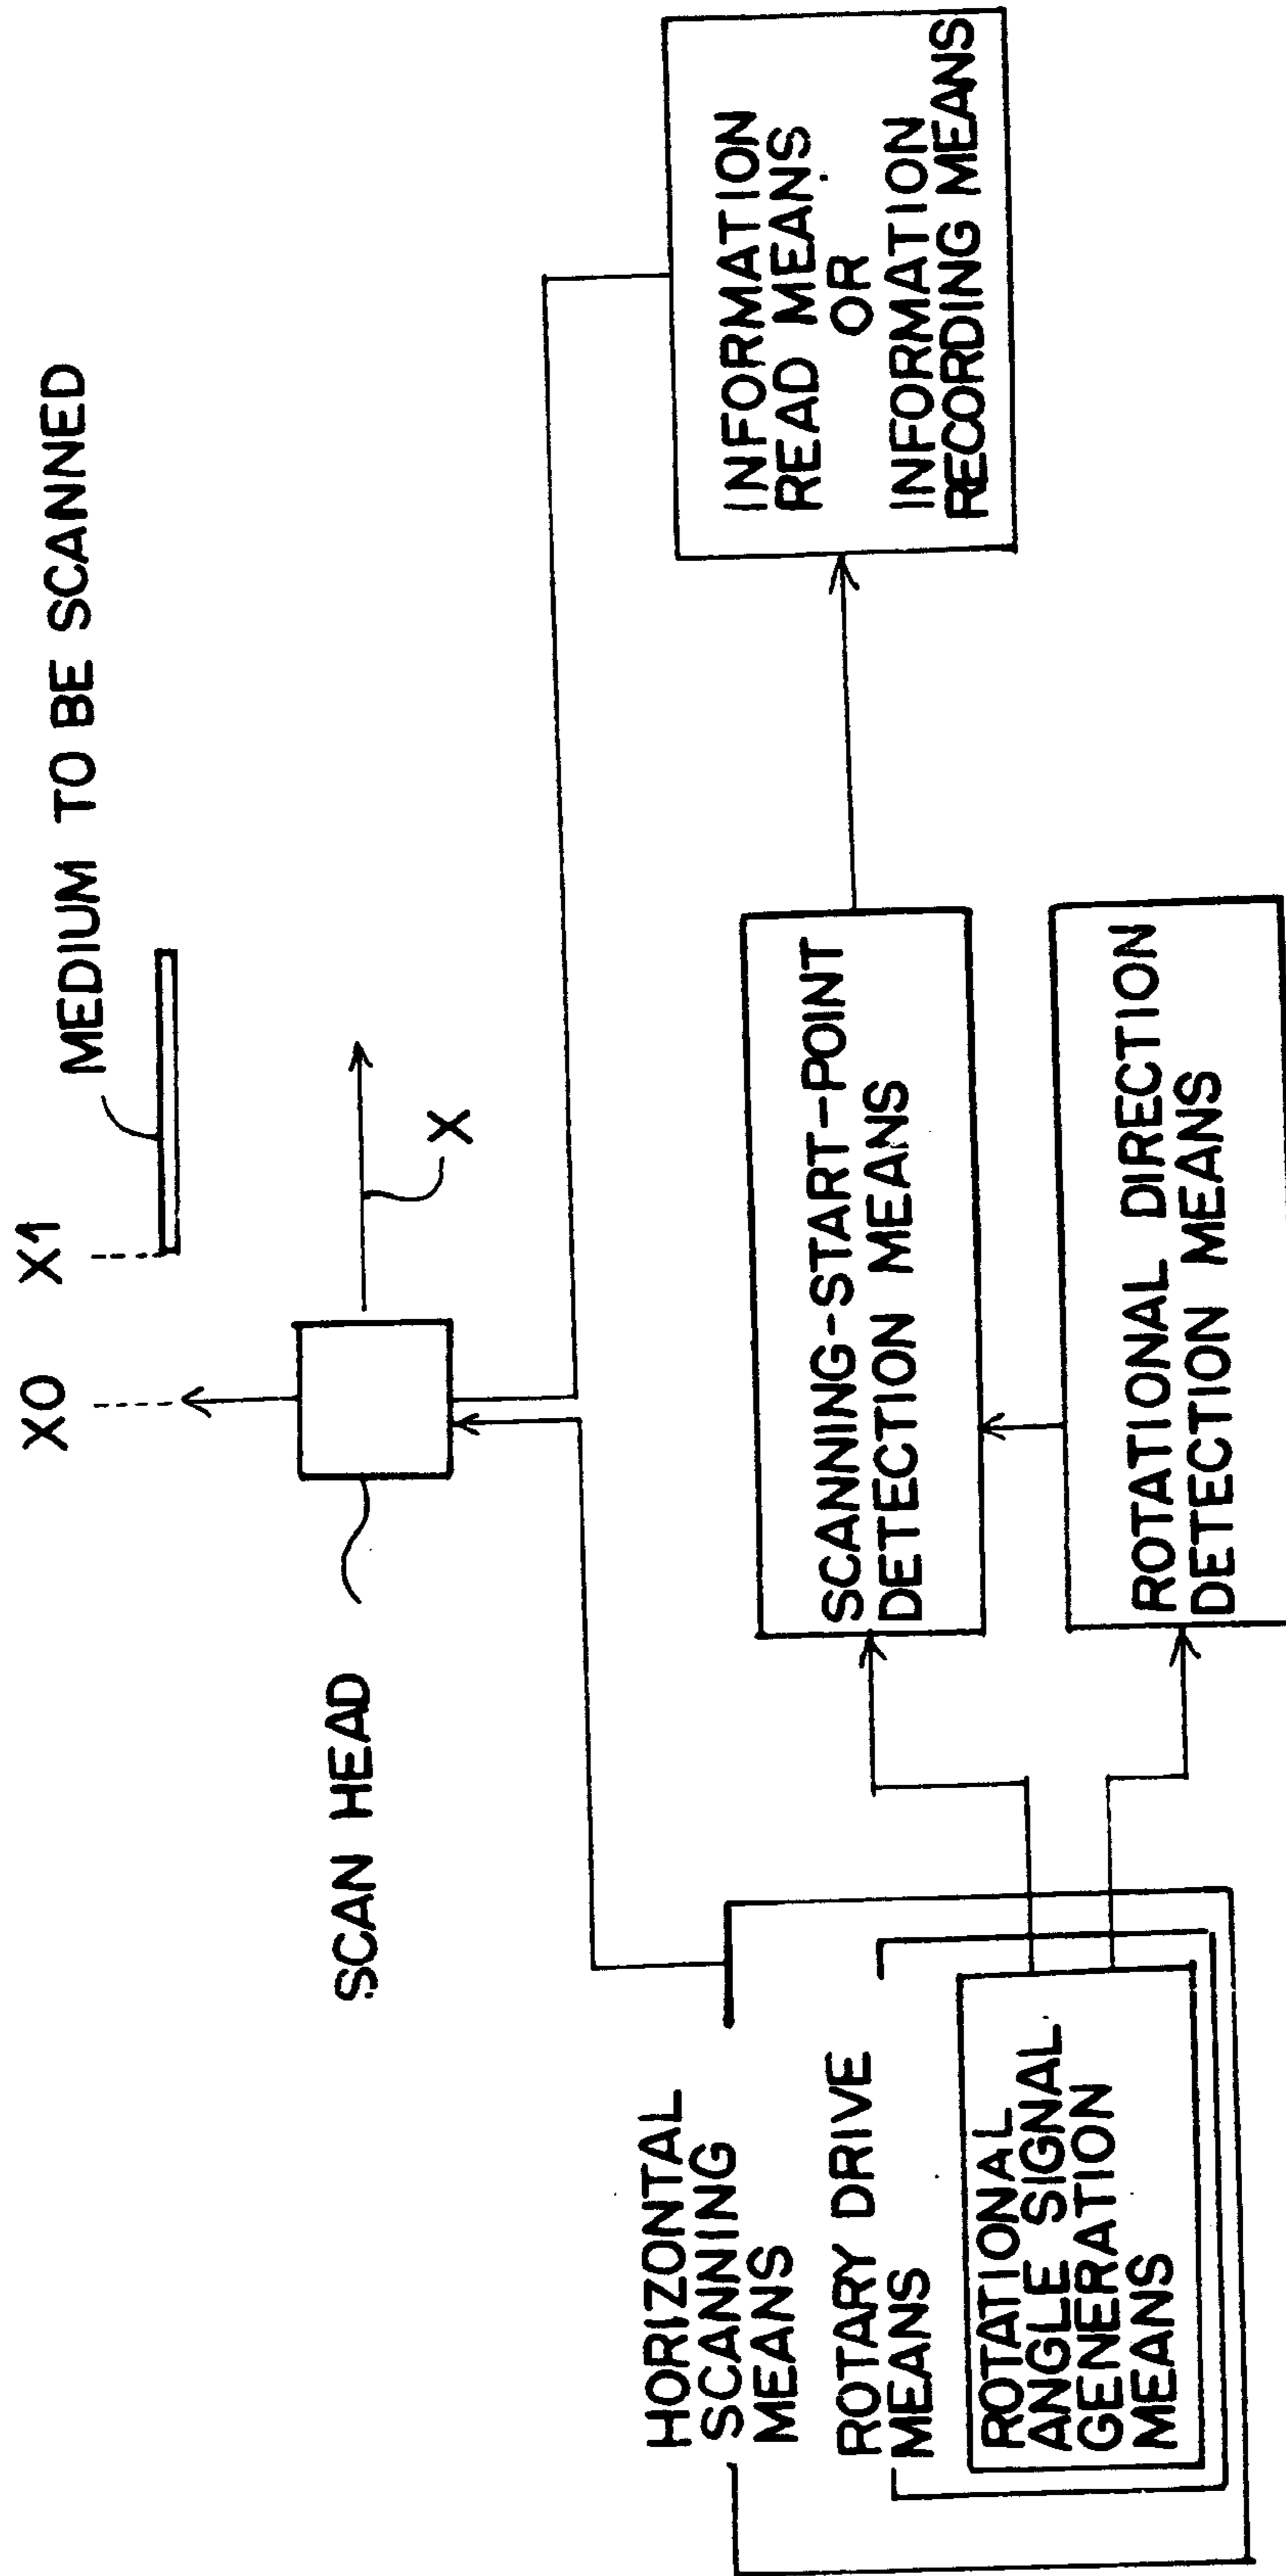 X0
X1
MEDIUM TO BE SCANNED
SCAN HEAD
X
HORIZONTAL
SCANNING
MEANS
ROTARY DRIVE
MEANS
ROTATIONAL
ANGLE SIGNAL
GENERATION
MEANS
SCANNING-START-POINT
DETECTION MEANS
ROTATIONAL DIRECTION
DETECTION MEANS
INFORMATION
READ MEANS
OR
INFORMATION
RECORDING MEANS